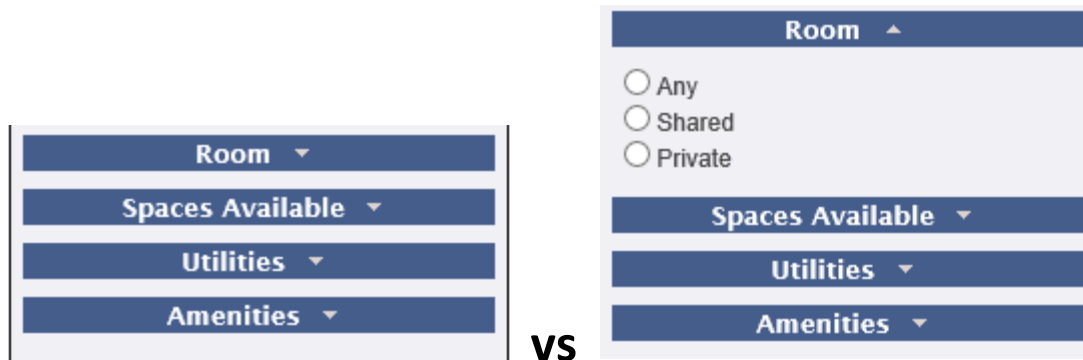 Room
Spaces Available
Utilities
Amenities
vs
Room
Any
Shared
Private
Spaces Available
Utilities
Amenities